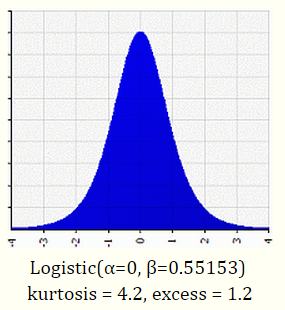 -4 -3 -2 -1 0 1 2 3 4
Logistic(α=0, β=0.55153)
kurtosis = 4.2, excess = 1.2